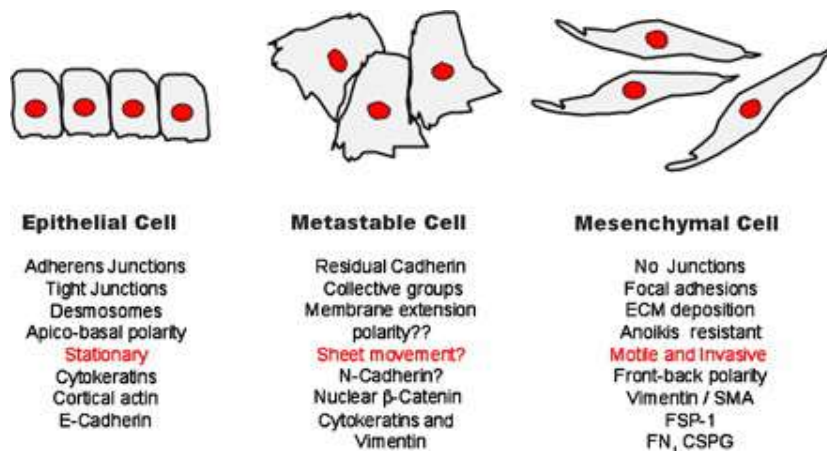 Epithelial Cell
Adherens Junctions
Tight Junctions
Desmosomes
Apico-basal polarity
Stationary
Cytokeratins
Cortical actin
E-Cadherin
Metastable Cell
Residual Cadherin
Collective groups
Membrane extension
polarity??
Sheet movement?
N-Cadherin?
Nuclear β-Catenin
Cytokeratins and
Vimentin
Mesenchymal Cell
No Junctions
Focal adhesions
ECM deposition
Anoikis resistant
Motile and Invasive
Front-back polarity
Vimentin / SMA
FSP-1
FN, CSPG